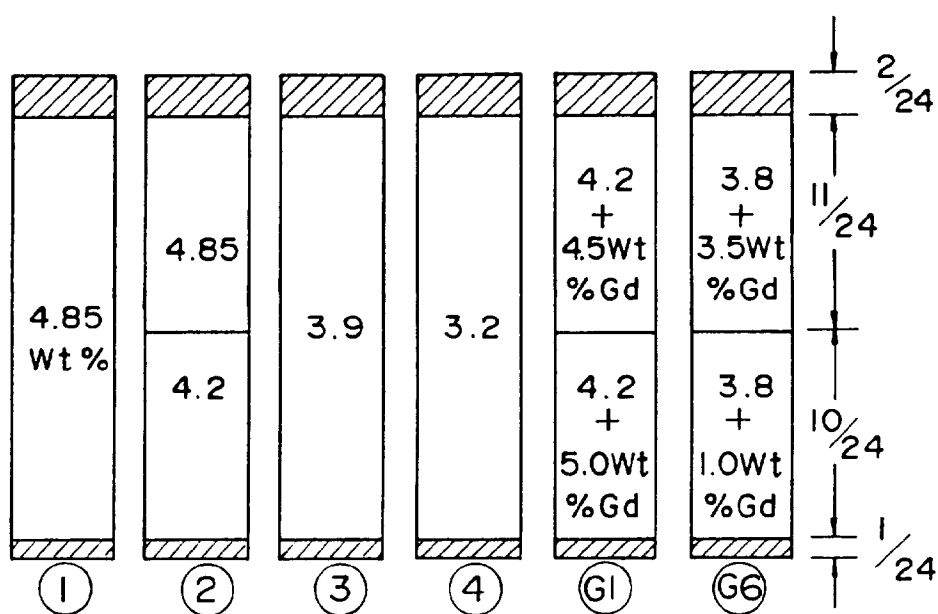 4.85
Wt %
4.85
4.2
3.9
3.2
4.2
+
4.5Wt
%Gd
4.2
+
5.0Wt
%Gd
3.8
+
3.5Wt
%Gd
3.8
+
1.0Wt
%Gd
2/24
11/24
10/24
1/24
1
2
3
4
G1
G6